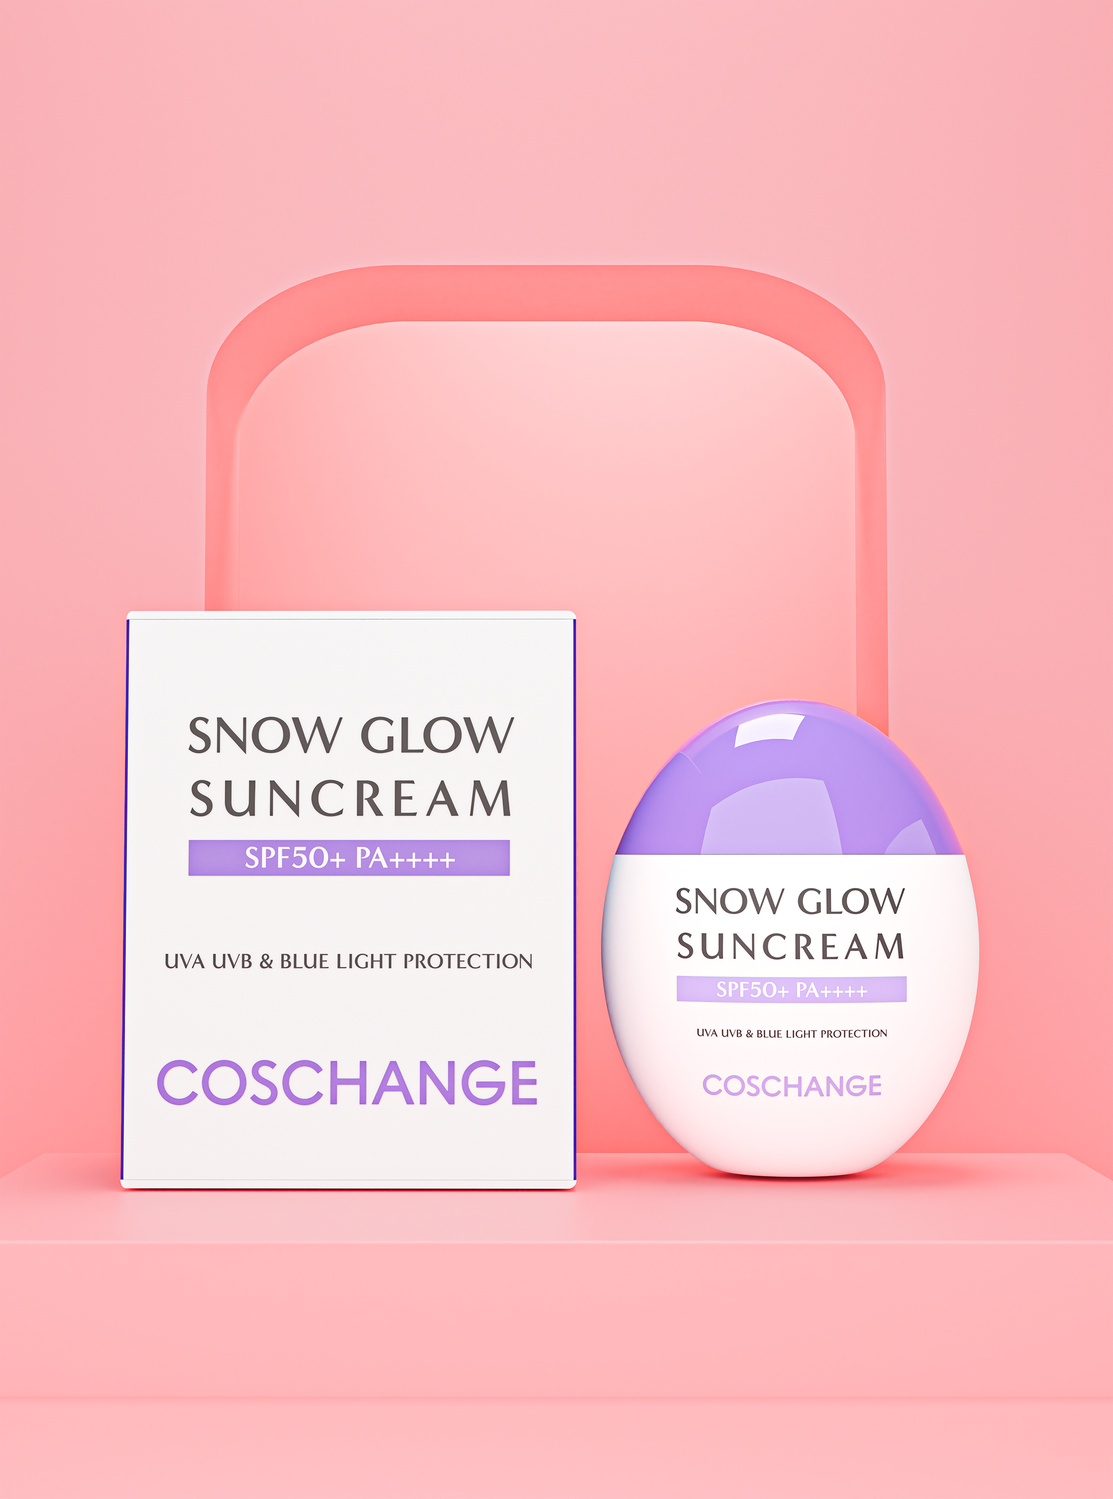 SNOW GLOW
SUNCREAM
SPF50+ PA++++
UVA UVB & BLUE LIGHT PROTECTION
COSCHANGE
SNOW GLOW
SUNCREAM
SPF50+ PA++++
UVA UVB & BLUE LIGHT PROTECTION
COSCHANGE